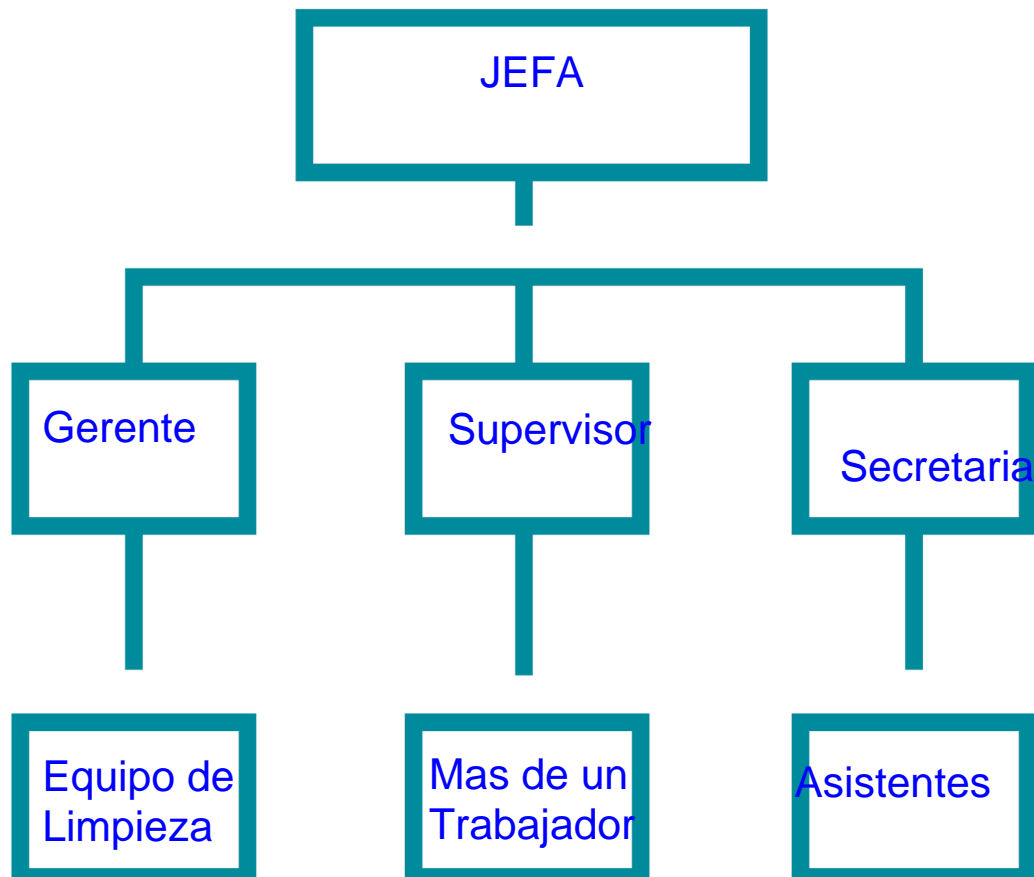 JEFA
Gerente
Supervisor
Secretaria
Equipo de
Limpieza
Mas de un
Trabajador
Asistentes